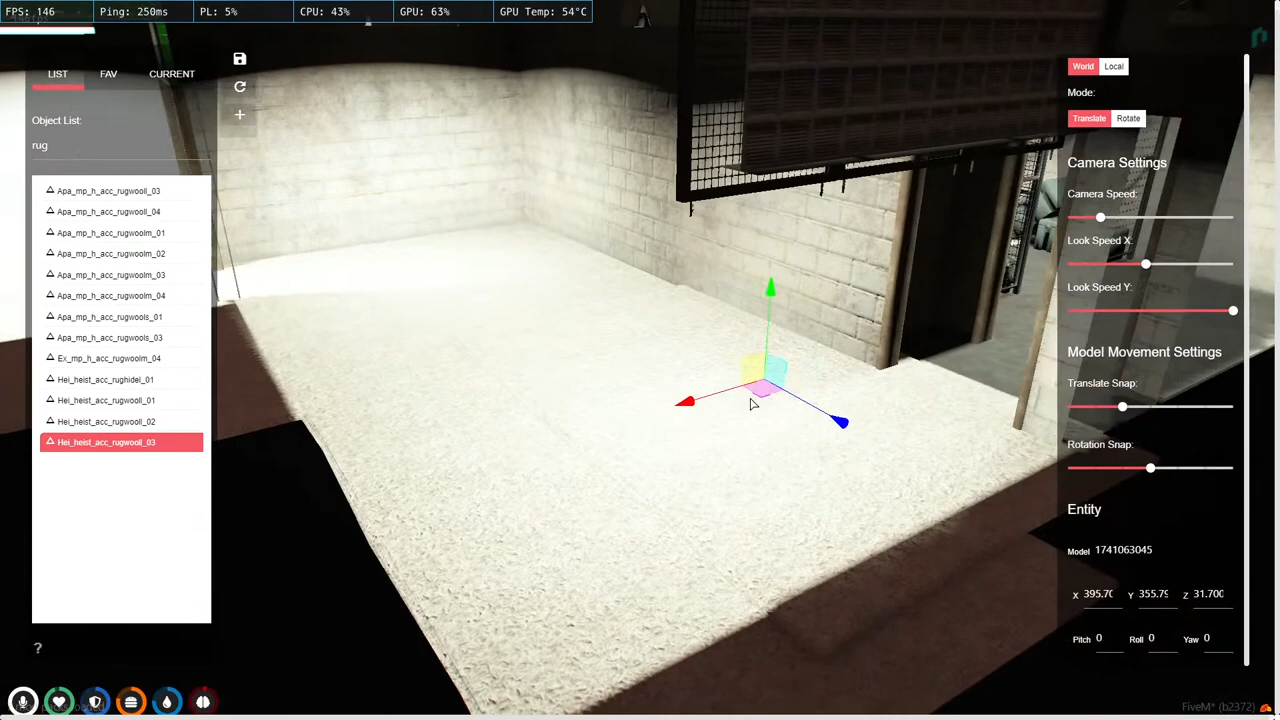 FPS: 146
Ping: 250ms
PL: 5%
CPU: 43%
GPU: 63%
GPU Temp: 54°C
LIST
FAV
CURRENT
Object List:
rug
Apa_mp_h_acc_rugwooll_03
Apa_mp_h_acc_rugwooll_04
Apa_mp_h_acc_rugwoolm_01
Apa_mp_h_acc_rugwoolm_02
Apa_mp_h_acc_rugwoolm_03
Apa_mp_h_acc_rugwoolm_04
Apa_mp_h_acc_rugwools_01
Apa_mp_h_acc_rugwools_03
Ex_mp_h_acc_rugwoolm_04
Hei_heist_acc_rughidel_01
Hei_heist_acc_rugwooll_01
Hei_heist_acc_rugwooll_02
Hei_heist_acc_rugwooll_03
?
World Local
Mode:
Translate Rotate
Camera Settings
Camera Speed:
Look Speed X:
Look Speed Y:
Model Movement Settings
Translate Snap:
Rotation Snap:
Entity
Model 1741063045
X 395.70 Y 355.79 Z 31.700
Pitch 0 Roll 0 Yaw 0
FiveM* (b2372)